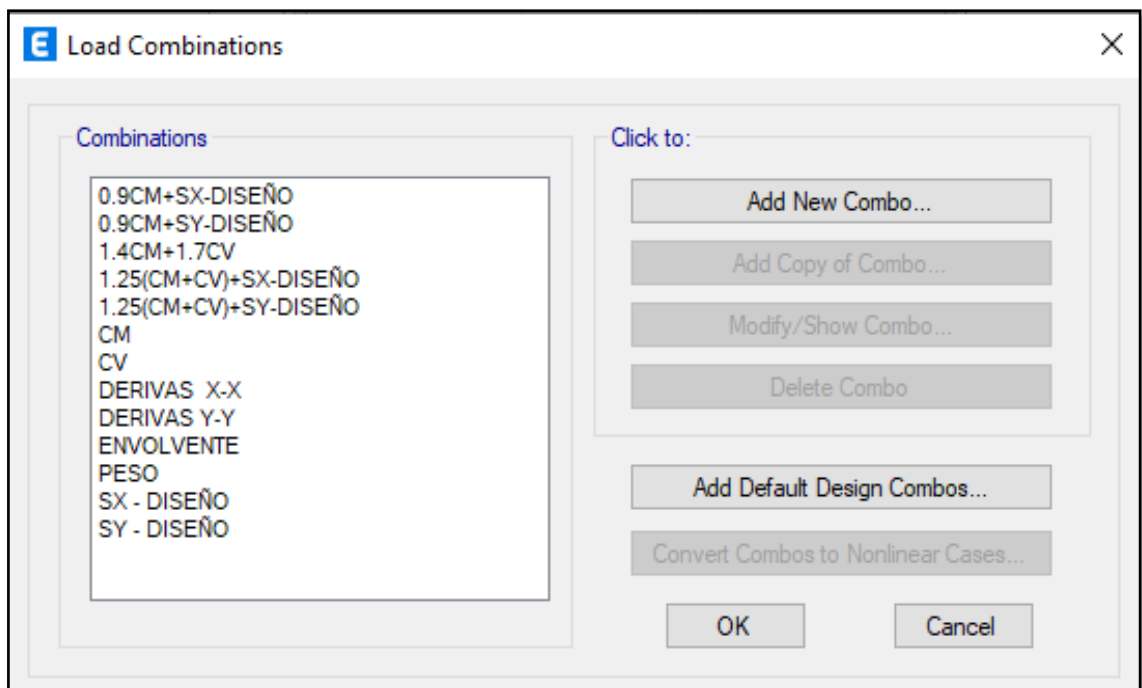 E Load Combinations
Combinations
0.9CM+SX-DISEÑO
0.9CM+SY-DISEÑO
1.4CM+1.7CV
1.25(CM+CV)+SX-DISEÑO
1.25(CM+CV)+SY-DISEÑO
CM
CV
DERIVAS  X-X
DERIVAS Y-Y
ENVOLVENTE
PESO
SX - DISEÑO
SY - DISEÑO
Click to:
Add New Combo...
Add Copy of Combo...
Modify/Show Combo...
Delete Combo
Add Default Design Combos...
Convert Combos to Nonlinear Cases...
OK
Cancel